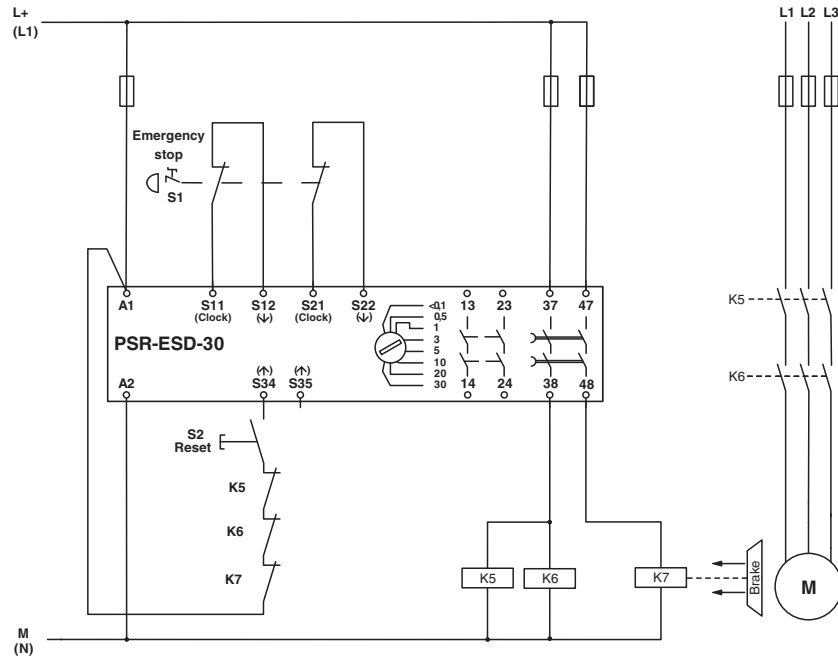 L+
(L1)
L1 L2 L3
Emergency
stop
S1
A1 S11 S12 S21 S22 13 23 37 47
(Clock) (↓) (Clock) (↓)
<0,1
0,5
1
3
5
10
20
30
PSR-ESD-30
(↑) (↑)
A2 S34 S35 14 24 38 48
K5
K6
S2
Reset
K5
K6
K7
K5 K6 K7 Brake M
M
(N)